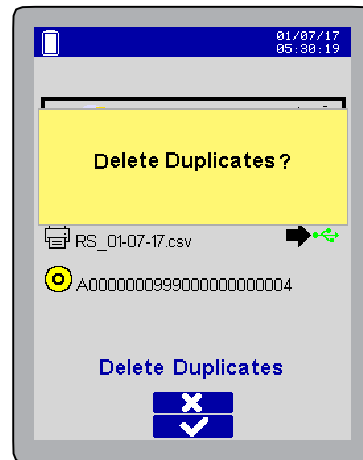 01/07/17
05:30:19
Delete Duplicates?
RS_01-07-17.csv
A0000000999000000000004
Delete Duplicates